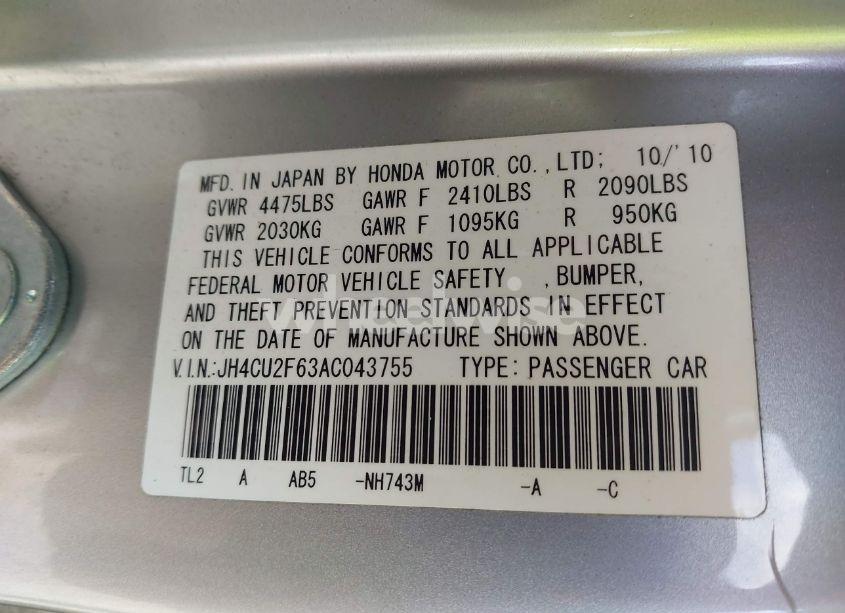 MFD. IN JAPAN BY HONDA MOTOR CO.,LTD; 10/'10
GVWR 4475LBS GAWR F 2410LBS R 2090LBS
GVWR 2030KG GAWR F 1095KG R 950KG
THIS VEHICLE CONFORMS TO ALL APPLICABLE
FEDERAL MOTOR VEHICLE SAFETY , BUMPER,
AND THEFT PREVENTION STANDARDS IN EFFECT
ON THE DATE OF MANUFACTURE SHOWN ABOVE.
V.I.N.:JH4CU2F63AC043755 TYPE: PASSENGER CAR
TL2 A AB5 -NH743M -A -C
wheelwise